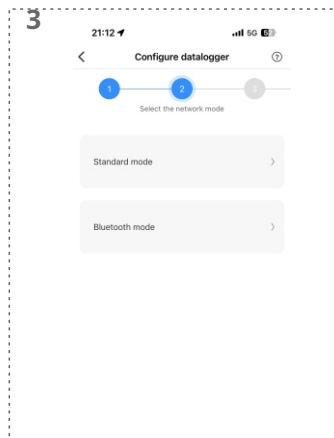 3
21:12 5G
Configure datalogger ?
1 2 3
Select the network mode
Standard mode
Bluetooth mode